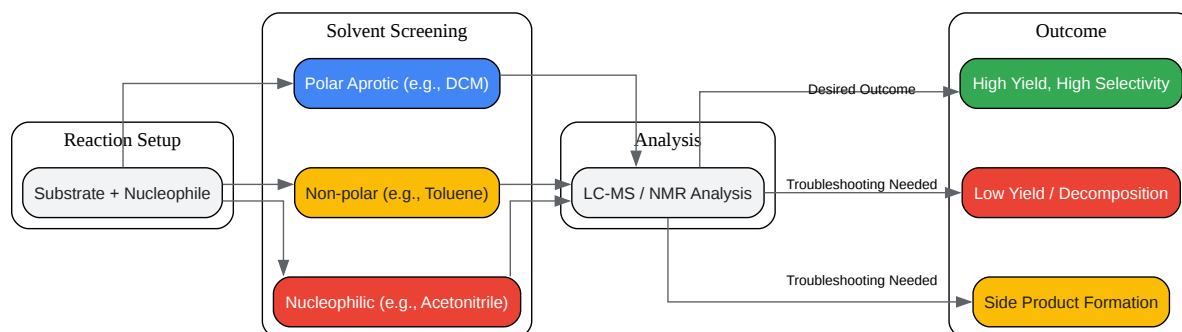 Reaction Setup
Substrate + Nucleophile
Solvent Screening
Polar Aprotic (e.g., DCM)
Non-polar (e.g., Toluene)
Nucleophilic (e.g., Acetonitrile)
Analysis
LC-MS / NMR Analysis
Desired Outcome
Troubleshooting Needed
Troubleshooting Needed
Outcome
High Yield, High Selectivity
Low Yield / Decomposition
Side Product Formation